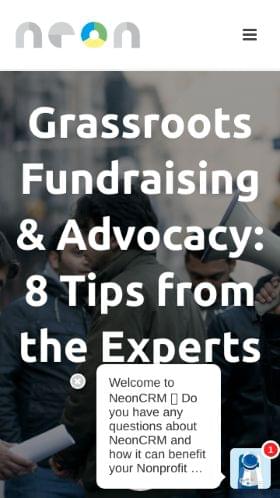 neon
Grassroots
Fundraising
& Advocacy:
8 Tips from
the Experts
Welcome to
NeonCRM ▯ Do
you have any
questions about
NeonCRM and
how it can benefit
your Nonprofit ...
1